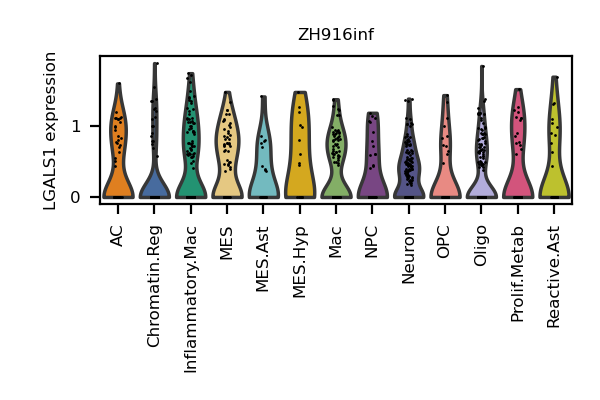 ZH916inf
LGALS1 expression
1
0
AC
Chromatin.Reg
Inflammatory.Mac
MES
MES.Ast
MES.Hyp
Mac
NPC
Neuron
OPC
Oligo
Prolif.Metab
Reactive.Ast